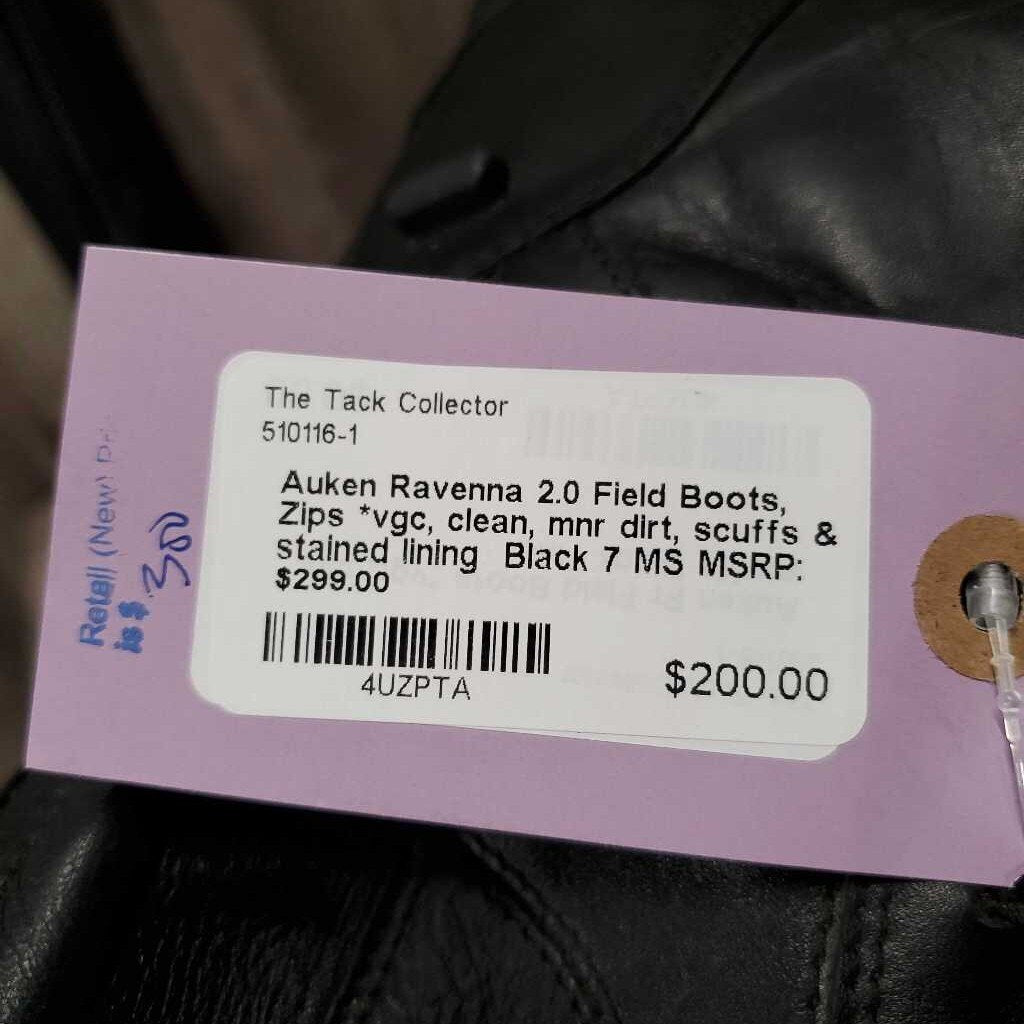 The Tack Collector
510116-1
Auken Ravenna 2.0 Field Boots,
Zips *vgc, clean, mnr dirt, scuffs &
stained lining Black 7 MS MSRP:
$299.00
4UZPTA
$200.00
Retail (New)
is $ 300